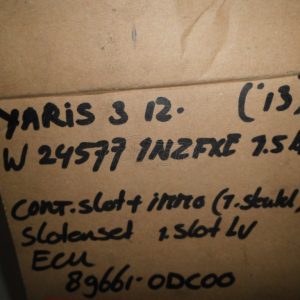 YARiS 3 12. ('13)
W 24577 1NZFXE 1.5L
CONT.slot+immo (1.sleutel)
Slotenset 1.slot LV
ECU
89661-0DC00